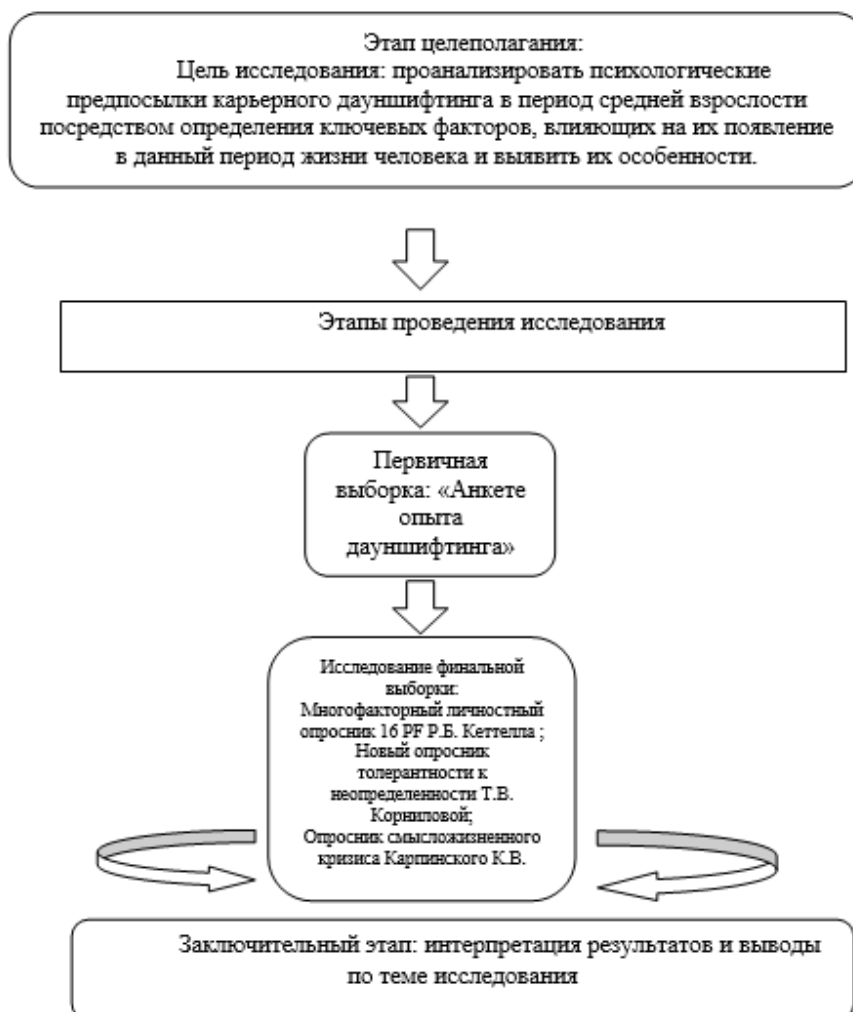 Этап целеполагания:
Цель исследования: проанализировать психологические
предпосылки карьерного дауншифтинга в период средней взрослости
посредством определения ключевых факторов, влияющих на их появление
в данный период жизни человека и выявить их особенности.
Этапы проведения исследования
Первичная
выборка: «Анкете
опыта
дауншифтинга»
Исследование финальной
выборки:
Многофакторный личностный
опросник 16 PF Р.Б. Кеттелла ;
Новый опросник
толерантности к
неопределенности Т.В.
Корниловой;
Опросник смысложизненного
кризиса Карпинского К.В.
Заключительный этап: интерпретация результатов и выводы
по теме исследования